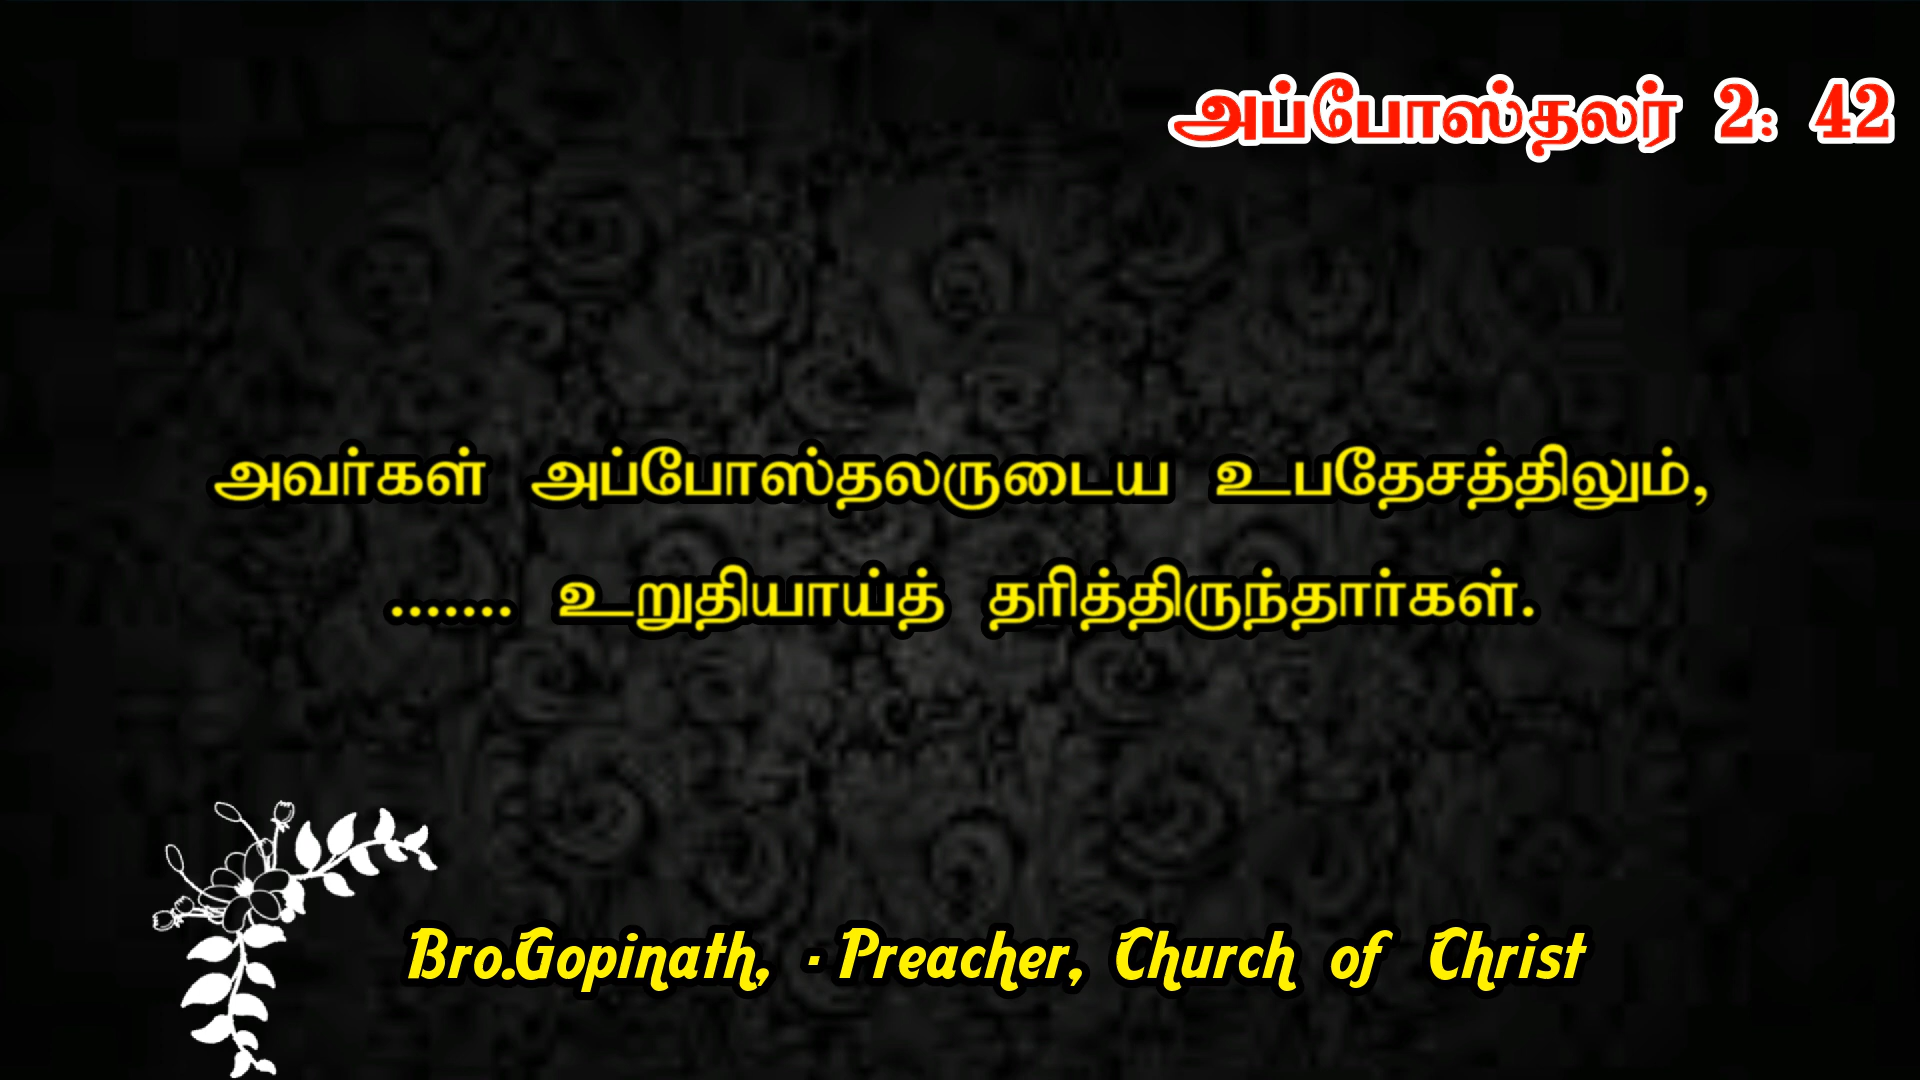 அப்போஸ்தலர் 2: 42
அவர்கள் அப்போஸ்தலருடைய உபதேசத்திலும்,
....... உறுதியாய்த் தரித்திருந்தார்கள்.
Bro.Gopinath, - Preacher, Church of Christ